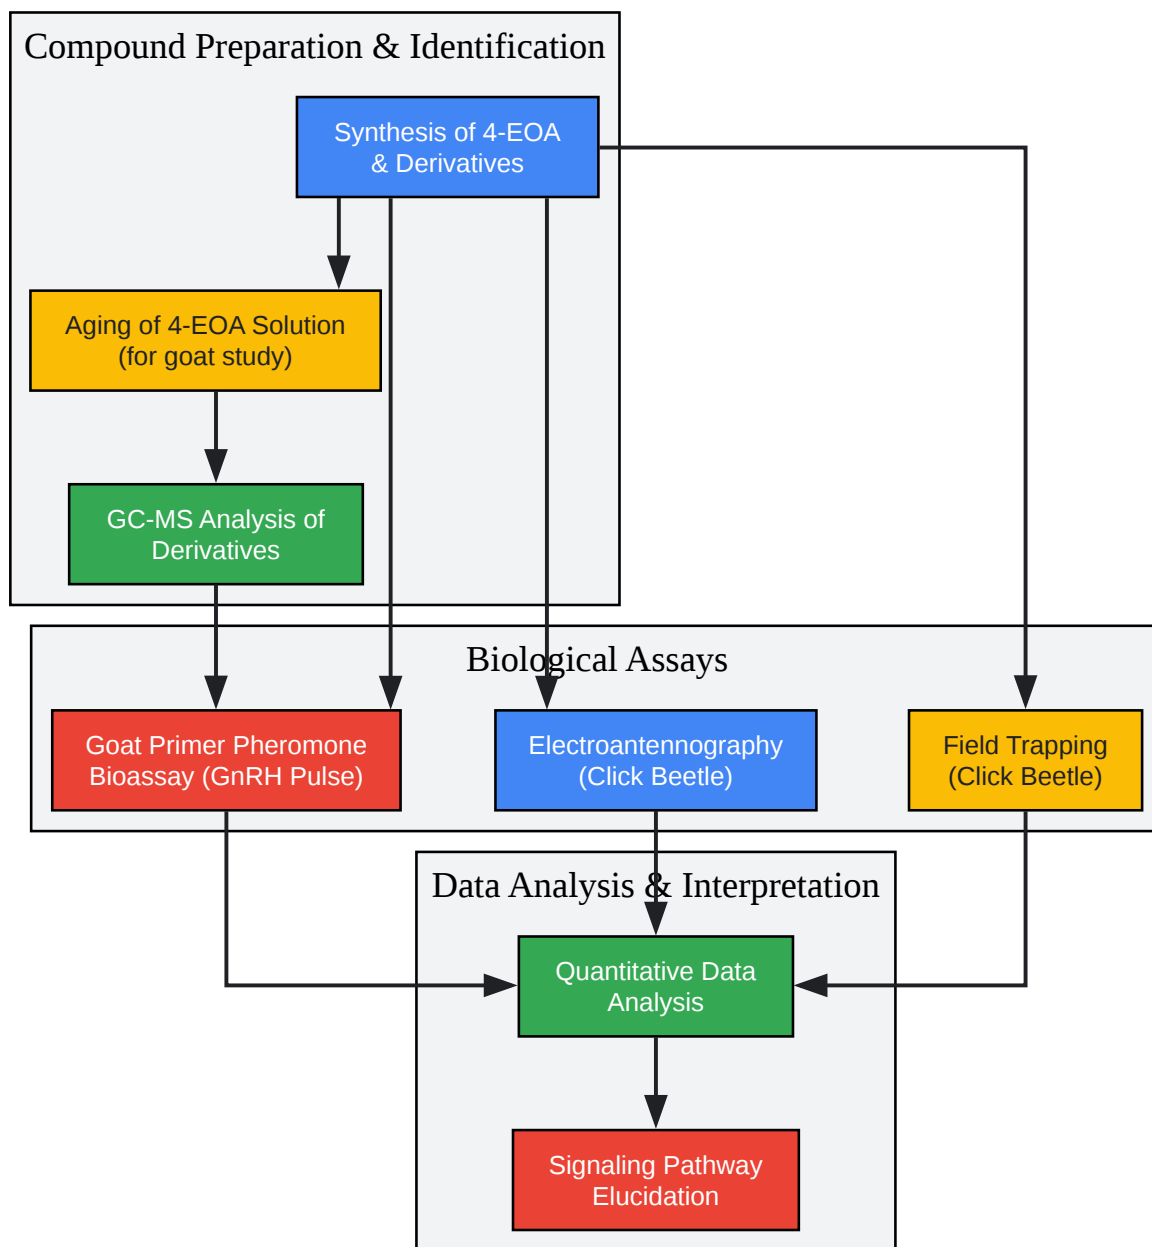 Compound Preparation & Identification
Synthesis of 4-EOA
& Derivatives
Aging of 4-EOA Solution
(for goat study)
GC-MS Analysis of
Derivatives
Biological Assays
Goat Primer Pheromone
Bioassay (GnRH Pulse)
Electroantennography
(Click Beetle)
Field Trapping
(Click Beetle)
Data Analysis & Interpretation
Quantitative Data
Analysis
Signaling Pathway
Elucidation